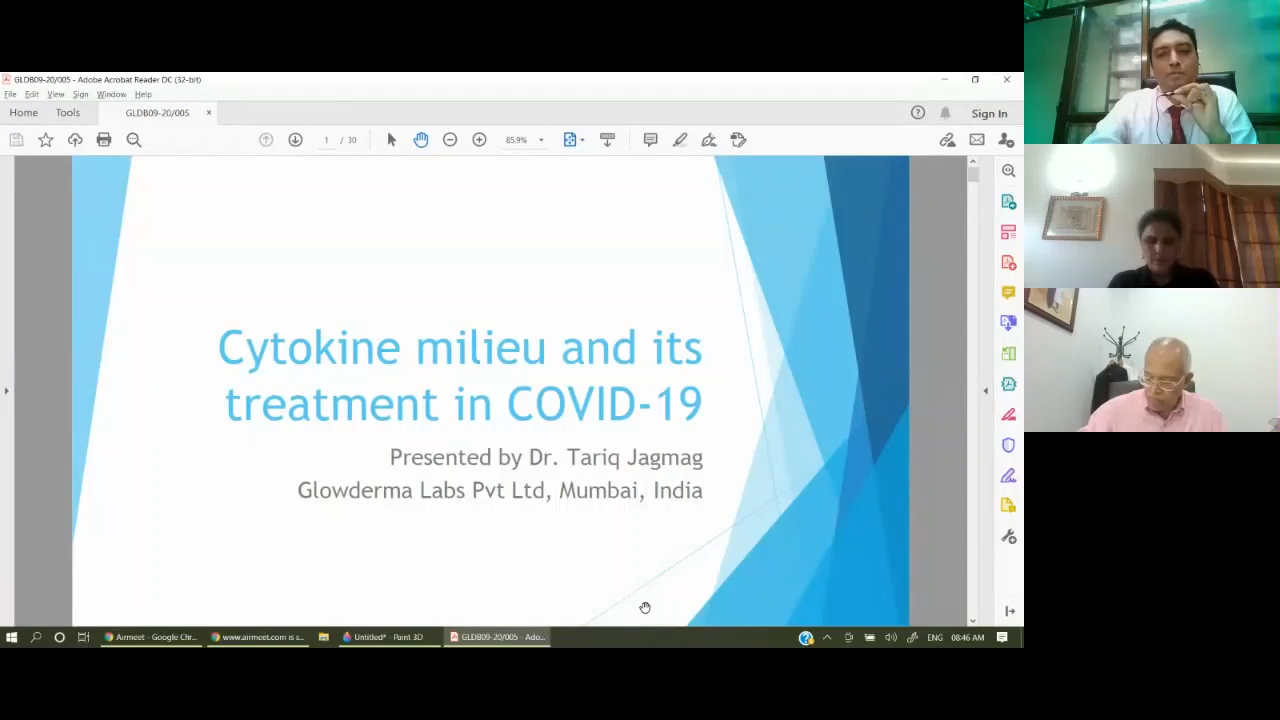 GLDB09-20/005 - Adobe Acrobat Reader DC (32-bit)
File Edit View Sign Window Help
Home Tools GLDB09-20/005 × Sign In
1 / 30 85.9%
Cytokine milieu and its
treatment in COVID-19
Presented by Dr. Tariq Jagmag
Glowderma Labs Pvt Ltd, Mumbai, India
Airmeet - Google Chr... www.airmeet.com is s... Untitled* - Paint 3D GLDB09-20/005 - Ado... ENG 08:46 AM